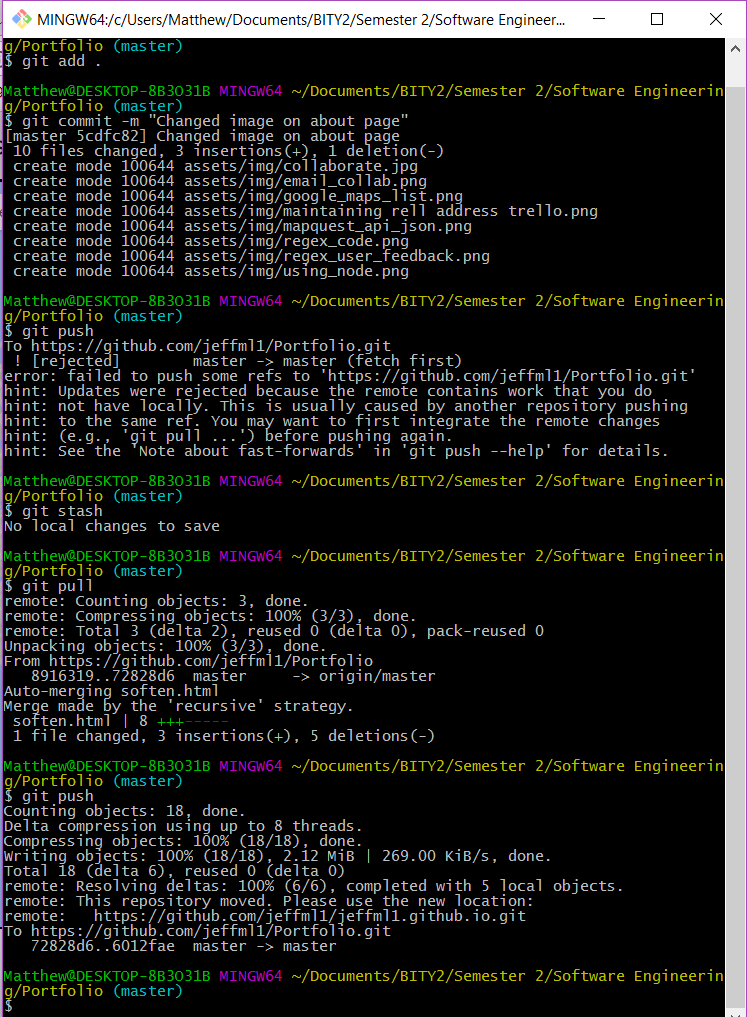 MINGW64:/c/Users/Matthew/Documents/BITY2/Semester 2/Software Engineer...
g/Portfolio (master)
$ git add .
Matthew@DESKTOP-8B3O31B MINGW64 ~/Documents/BITY2/Semester 2/Software Engineerin
g/Portfolio (master)
$ git commit -m "Changed image on about page"
[master 5cdfc82] Changed image on about page
 10 files changed, 3 insertions(+), 1 deletion(-)
 create mode 100644 assets/img/collaborate.jpg
 create mode 100644 assets/img/email_collab.png
 create mode 100644 assets/img/google_maps_list.png
 create mode 100644 assets/img/maintaining rell address trello.png
 create mode 100644 assets/img/mapquest_api_json.png
 create mode 100644 assets/img/regex_code.png
 create mode 100644 assets/img/regex_user_feedback.png
 create mode 100644 assets/img/using_node.png
Matthew@DESKTOP-8B3O31B MINGW64 ~/Documents/BITY2/Semester 2/Software Engineerin
g/Portfolio (master)
$ git push
To https://github.com/jeffml1/Portfolio.git
 ! [rejected]        master -> master (fetch first)
error: failed to push some refs to 'https://github.com/jeffml1/Portfolio.git'
hint: Updates were rejected because the remote contains work that you do
hint: not have locally. This is usually caused by another repository pushing
hint: to the same ref. You may want to first integrate the remote changes
hint: (e.g., 'git pull ...') before pushing again.
hint: See the 'Note about fast-forwards' in 'git push --help' for details.
Matthew@DESKTOP-8B3O31B MINGW64 ~/Documents/BITY2/Semester 2/Software Engineerin
g/Portfolio (master)
$ git stash
No local changes to save
Matthew@DESKTOP-8B3O31B MINGW64 ~/Documents/BITY2/Semester 2/Software Engineerin
g/Portfolio (master)
$ git pull
remote: Counting objects: 3, done.
remote: Compressing objects: 100% (3/3), done.
remote: Total 3 (delta 2), reused 0 (delta 0), pack-reused 0
Unpacking objects: 100% (3/3), done.
From https://github.com/jeffml1/Portfolio
   8916319..72828d6  master     -> origin/master
Auto-merging soften.html
Merge made by the 'recursive' strategy.
 soften.html | 8 +++-----
 1 file changed, 3 insertions(+), 5 deletions(-)
Matthew@DESKTOP-8B3O31B MINGW64 ~/Documents/BITY2/Semester 2/Software Engineerin
g/Portfolio (master)
$ git push
Counting objects: 18, done.
Delta compression using up to 8 threads.
Compressing objects: 100% (18/18), done.
Writing objects: 100% (18/18), 2.12 MiB | 269.00 KiB/s, done.
Total 18 (delta 6), reused 0 (delta 0)
remote: Resolving deltas: 100% (6/6), completed with 5 local objects.
remote: This repository moved. Please use the new location:
remote:   https://github.com/jeffml1/jeffml1.github.io.git
To https://github.com/jeffml1/Portfolio.git
   72828d6..6012fae  master -> master
Matthew@DESKTOP-8B3O31B MINGW64 ~/Documents/BITY2/Semester 2/Software Engineerin
g/Portfolio (master)
$